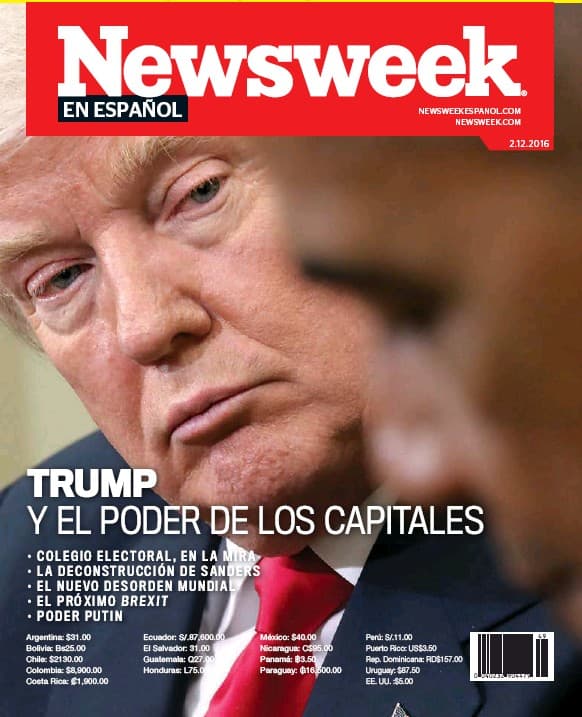 Newsweek
EN ESPAÑOL
NEWSWEEKESPANOL.COM
NEWSWEEK.COM
2.12.2016
TRUMP
Y EL PODER DE LOS CAPITALES
• COLEGIO ELECTORAL, EN LA MIRA
• LA DECONSTRUCCIÓN DE SANDERS
• EL NUEVO DESORDEN MUNDIAL
• EL PRÓXIMO BREXIT
• PODER PUTIN
Argentina: $31.00
Bolivia: Bs25.00
Chile: $2130.00
Colombia: $8,900.00
Costa Rica: ₡1,900.00
Ecuador: S/.87,600.00
El Salvador: 31.00
Guatemala: Q27.00
Honduras: L75.00
México: $40.00
Nicaragua: C$95.00
Panamá: ฿3.50
Paraguay: ₲16,500.00
Perú: S/.11.00
Puerto Rico: US$3.50
Rep. Dominicana: RD$157.00
Uruguay: $87.50
EE. UU. :$5.00